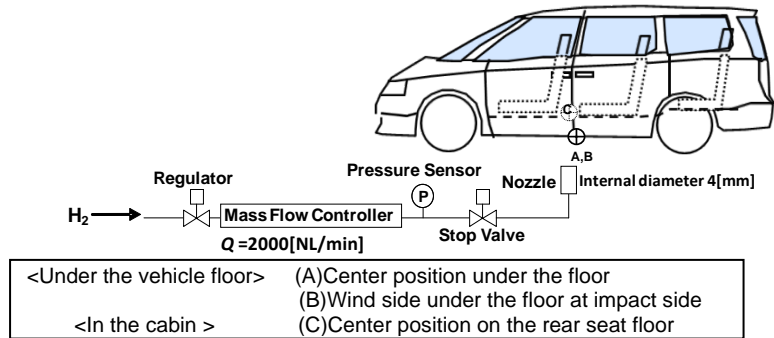 C
A,B
Pressure Sensor
Regulator
P
Nozzle
Internal diameter 4[mm]
H2
Mass Flow Controller
Stop Valve
Q =2000[NL/min]
<Under the vehicle floor> (A)Center position under the floor
(B)Wind side under the floor at impact side
<In the cabin > (C)Center position on the rear seat floor